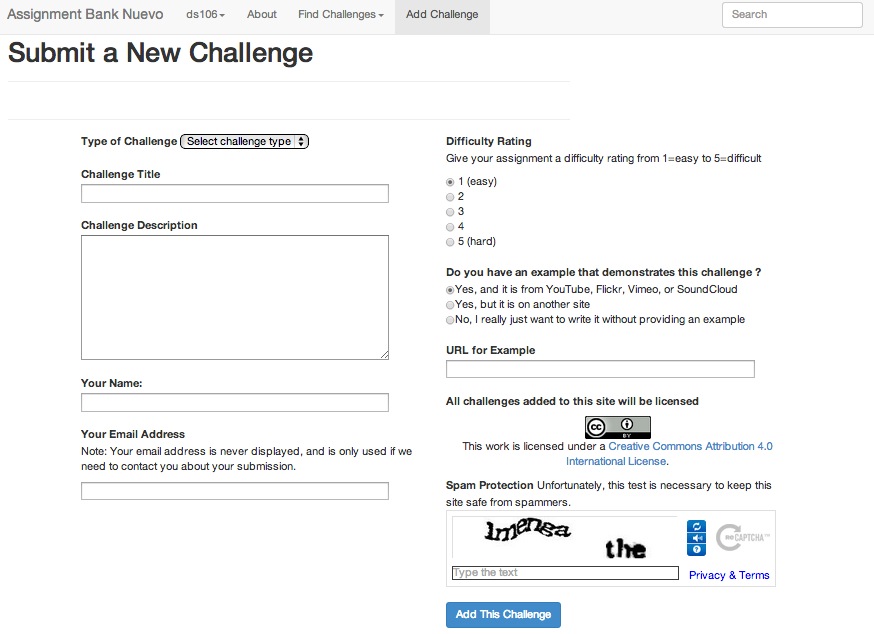 Assignment Bank Nuevo ds106 About Find Challenges Add Challenge Search
Submit a New Challenge
Type of Challenge Select challenge type
Challenge Title
Challenge Description
Your Name:
Your Email Address
Note: Your email address is never displayed, and is only used if we
need to contact you about your submission.
Difficulty Rating
Give your assignment a difficulty rating from 1=easy to 5=difficult
1 (easy)
2
3
4
5 (hard)
Do you have an example that demonstrates this challenge ?
Yes, and it is from YouTube, Flickr, Vimeo, or SoundCloud
Yes, but it is on another site
No, I really just want to write it without providing an example
URL for Example
All challenges added to this site will be licensed
cc BY
This work is licensed under a Creative Commons Attribution 4.0
International License.
Spam Protection Unfortunately, this test is necessary to keep this
site safe from spammers.
reCAPTCHA™
Type the text
Privacy & Terms
Add This Challenge